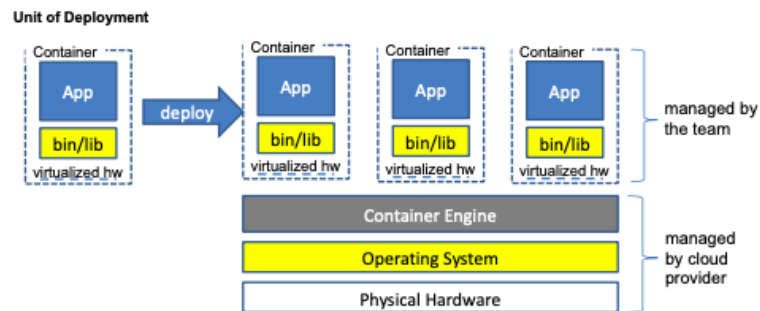 Unit of Deployment
Container
App
bin/lib
virtualized hw
deploy
Container
App
bin/lib
virtualized hw
Container
App
bin/lib
virtualized hw
Container
App
bin/lib
virtualized hw
managed by
the team
Container Engine
Operating System
Physical Hardware
managed
by cloud
provider